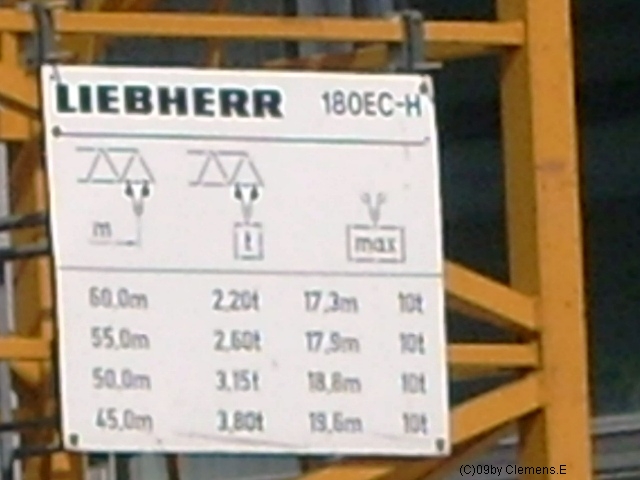 LIEBHERR 180EC-H
m t max
60,0m 2,20t 17,3m 10t
55,0m 2,60t 17,9m 10t
50,0m 3,15t 18,8m 10t
45,0m 3,80t 19,6m 10t
(C)09by Clemens.E